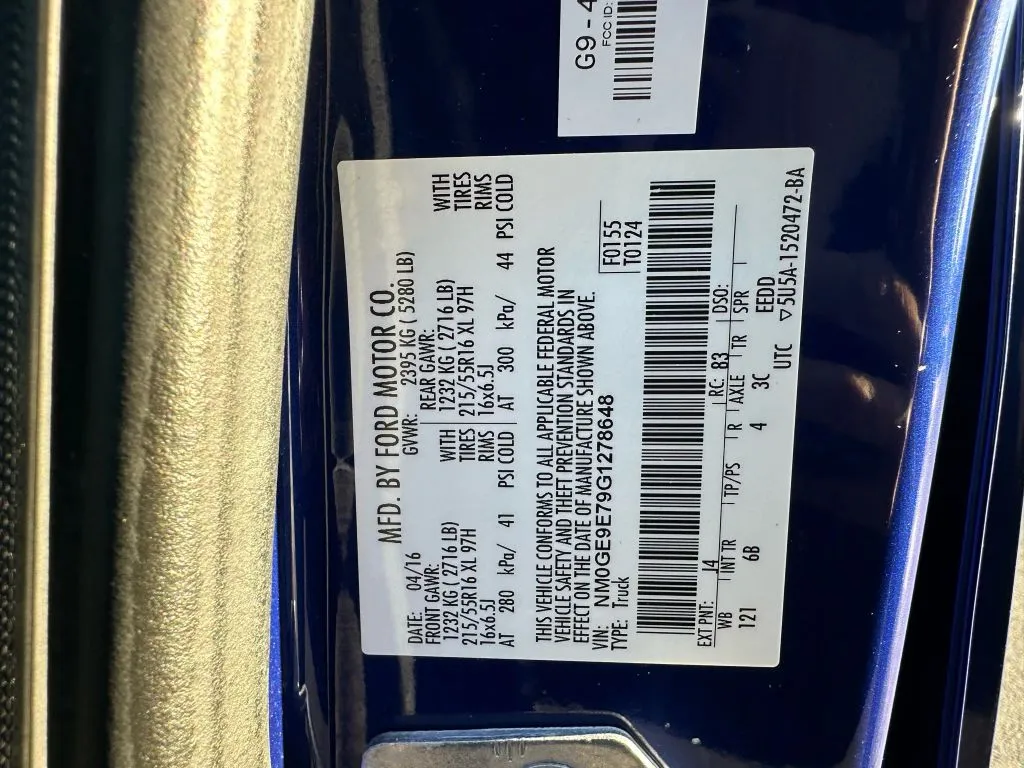 G9-4
FCC ID:
MFD. BY FORD MOTOR CO.
DATE: 04/16 GVWR: 2395 KG ( 5280 LB)
FRONT GAWR: REAR GAWR:
1232 KG ( 2716 LB) WITH 1232 KG ( 2716 LB) WITH
215/55R16 XL 97H TIRES 215/55R16 XL 97H TIRES
16x6.5J RIMS 16x6.5J RIMS
AT 280 kPa/ 41 PSI COLD AT 300 kPa/ 44 PSI COLD
THIS VEHICLE CONFORMS TO ALL APPLICABLE FEDERAL MOTOR
VEHICLE SAFETY AND THEFT PREVENTION STANDARDS IN
EFFECT ON THE DATE OF MANUFACTURE SHOWN ABOVE.
VIN: NM0GE9E79G1278648
TYPE: Truck
F0155
T0124
EXT PNT: J4 RC: 83 DSO:
WB INT TR TP/PS R AXLE TR SPR
121 6B 4 3C EEDD
UTC ▽5U5A-1520472-BA